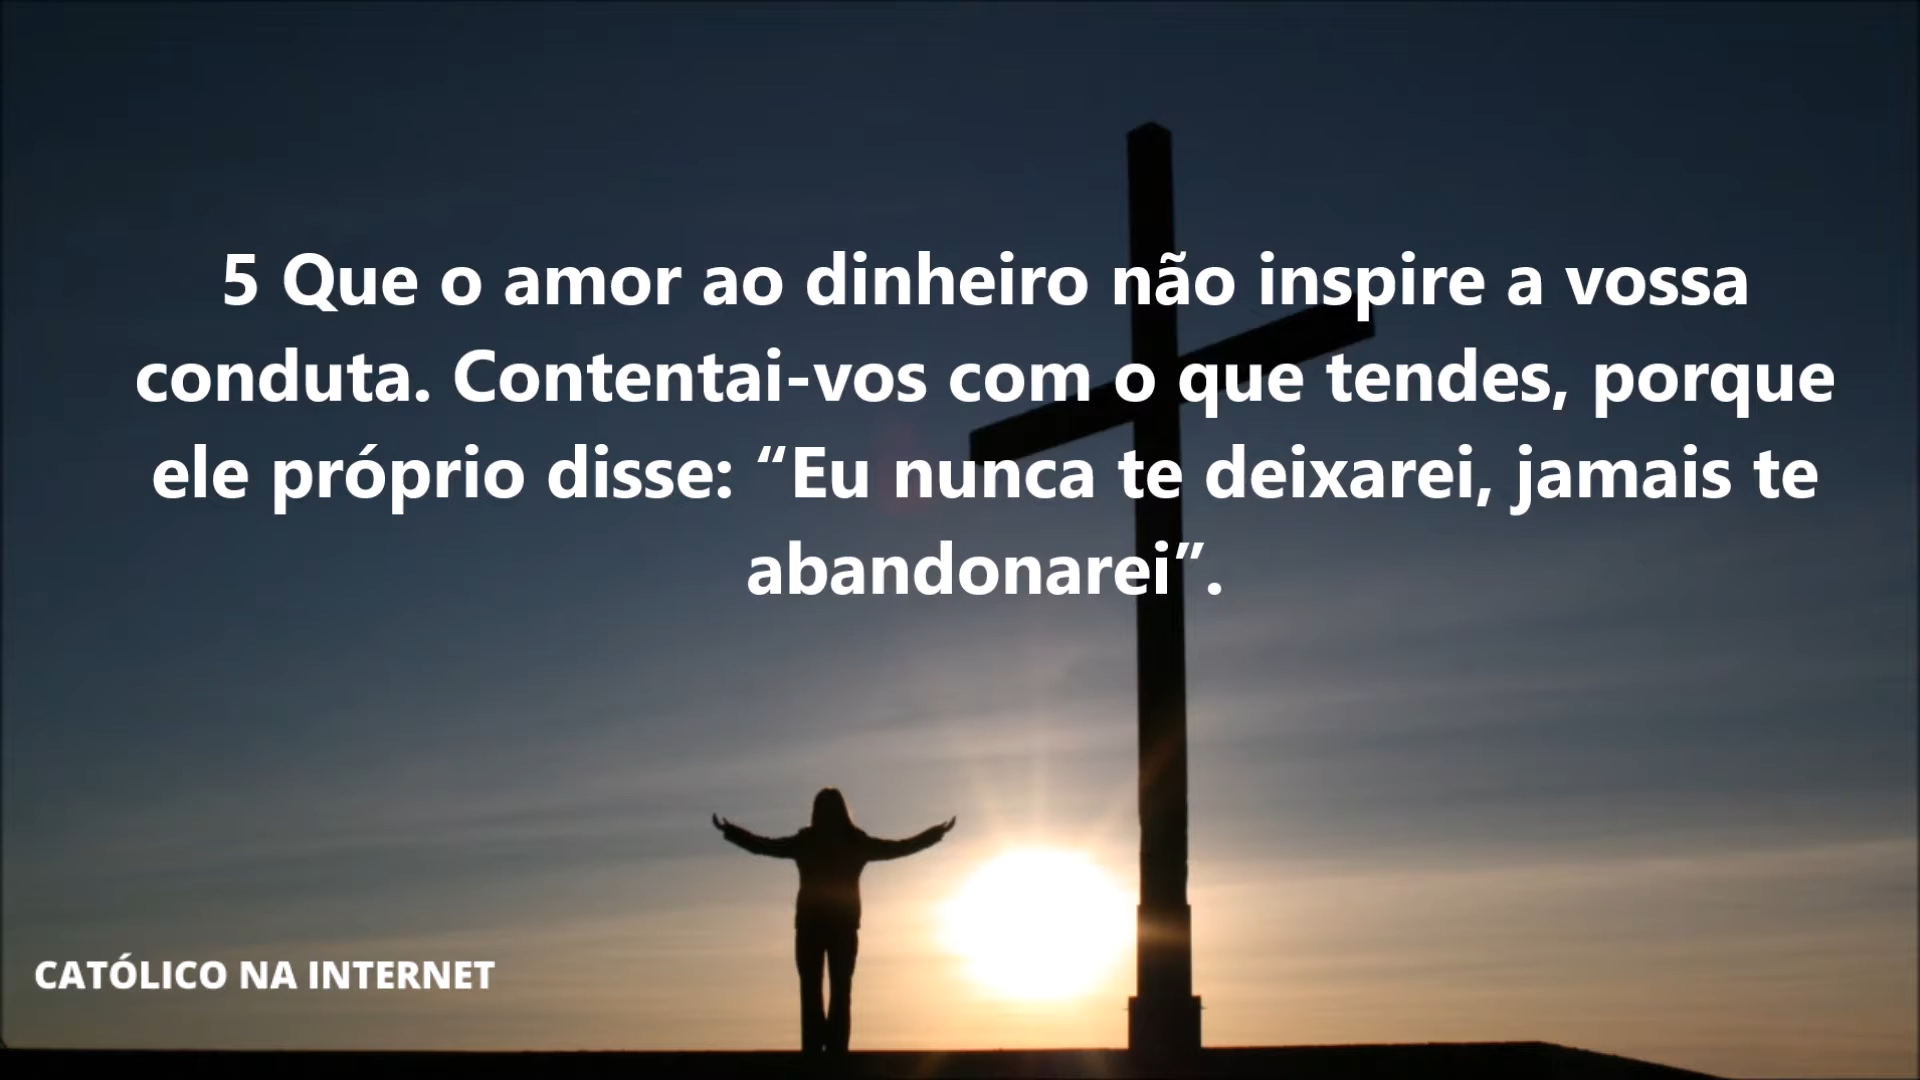 5 Que o amor ao dinheiro não inspire a vossa
conduta. Contentai-vos com o que tendes, porque
ele próprio disse: “Eu nunca te deixarei, jamais te
abandonarei”.
CATÓLICO NA INTERNET